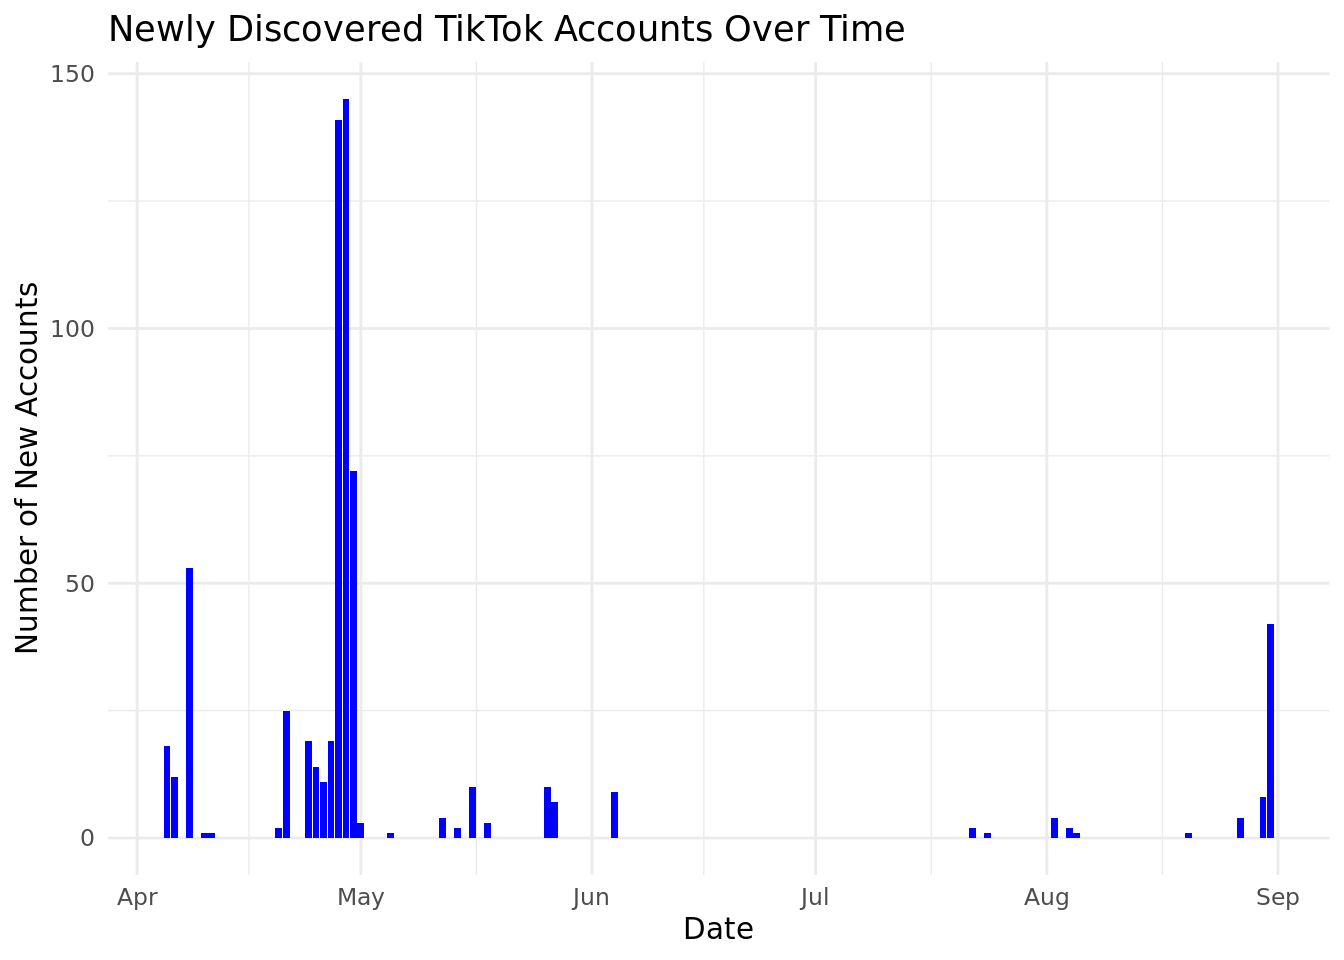 Newly Discovered TikTok Accounts Over Time
150
100
50
0
Number of New Accounts
Apr May Jun Jul Aug Sep
Date